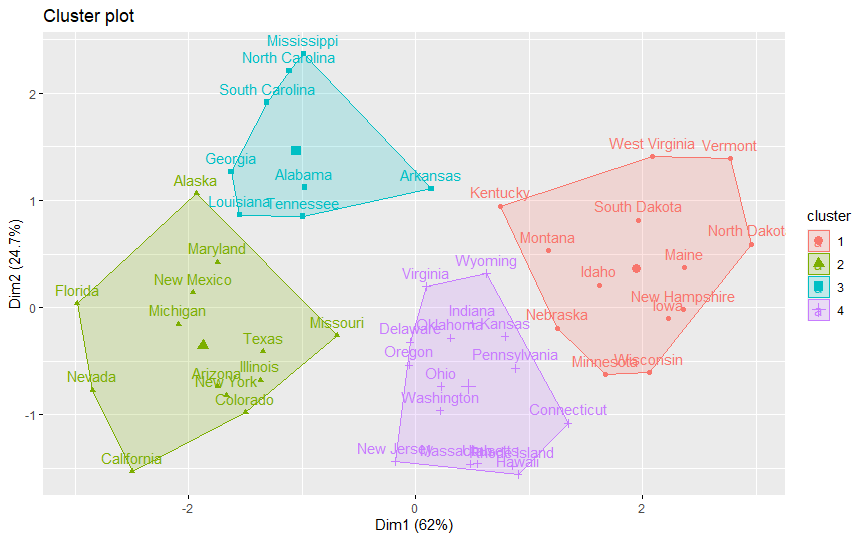 Cluster plot
Mississippi
North Carolina
South Carolina
West Virginia
Vermont
Georgia
Alabama
Arkansas
Alaska
Kentucky
Louisiana
Tennessee
South Dakota
North Dakot
Maryland
Montana
Maine
Virginia
Wyoming
Idaho
New Mexico
Florida
New Hampshire
Iowa
Michigan
Indiana
Nebraska
Missouri
Delaware
Oklahoma
Kansas
Texas
Oregon
Pennsylvania
Minnesota
Wisconsin
Illinois
Nevada
Arizona
New York
Ohio
Colorado
Washington
Connecticut
California
New Jersey
Massachusetts
Rhode Island
Hawaii
2
1
0
-1
Dim2 (24.7%)
-2
0
2
Dim1 (62%)
cluster
a 1
a 2
a 3
a 4